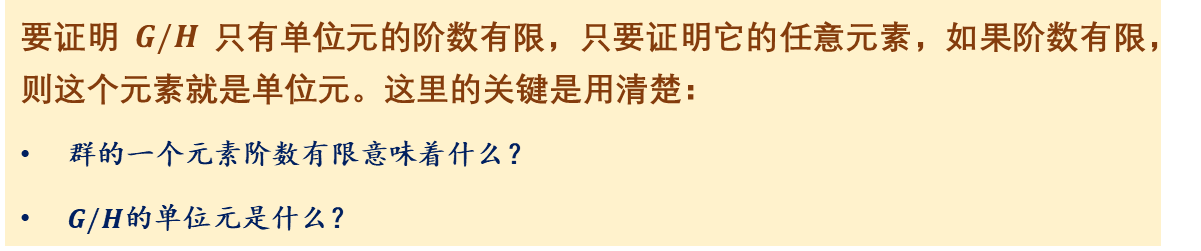 要证明 G/H 只有单位元的阶数有限，只要证明它的任意元素，如果阶数有限，
则这个元素就是单位元。这里的关键是用清楚：
• 群的一个元素阶数有限意味着什么？
• G/H的单位元是什么？